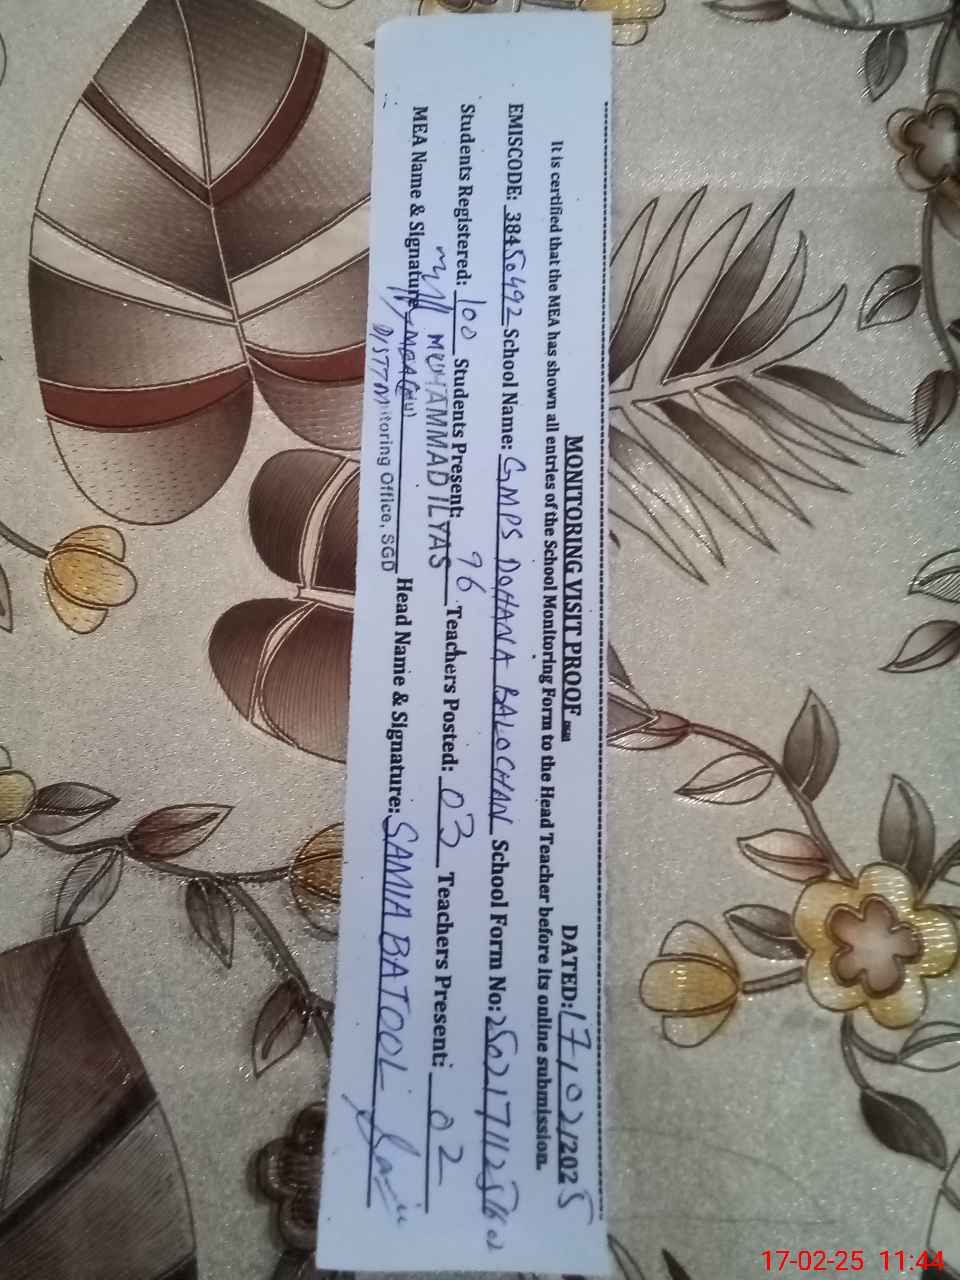 MONITORING VISIT PROOF DATED: 17/02/2025
It is certified that the MEA has shown all entries of the School Monitoring Form to the Head Teacher before its online submission.
EMISCODE: 38450492 School Name: GMPS DOHANA BALOCHAN School Form No:
Students Registered: 100 Students Present: 96 Teachers Posted: 03 Teachers Present: 02
MUHAMMAD ILYAS
MEA Name & Signature Head Name & Signature: SAMIA BATOOL
Monitoring Office, SGD
17-02-25 11:44